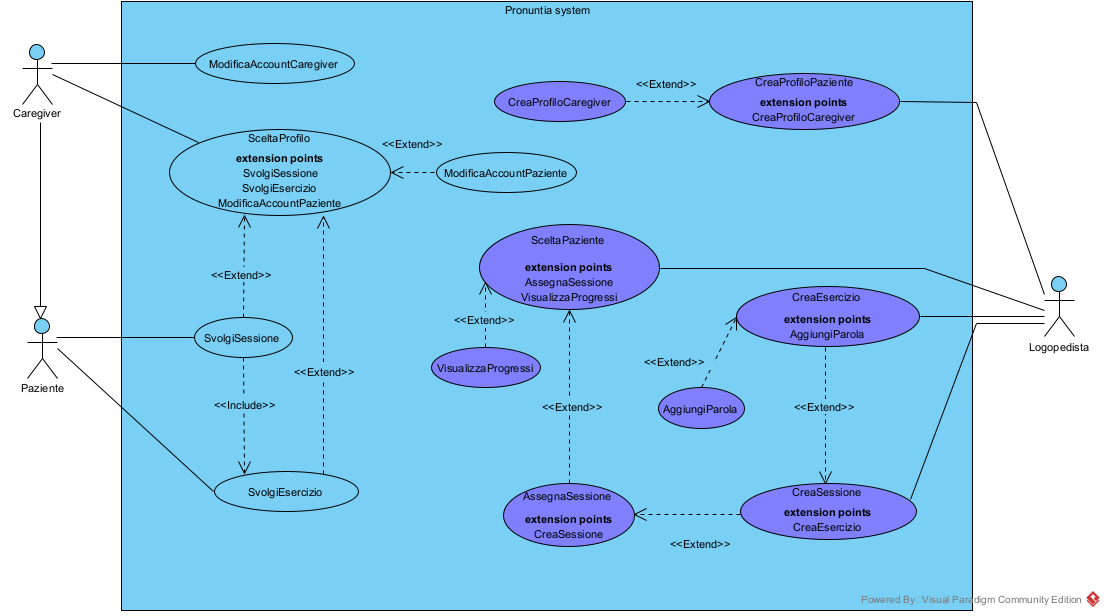 Pronuntia system
Caregiver
ModificaAccountCaregiver
SceltaProfilo
extension points
SvolgiSessione
SvolgiEsercizio
ModificaAccountPaziente
<<Extend>>
ModificaAccountPaziente
CreaProfiloCaregiver
<<Extend>>
CreaProfiloPaziente
extension points
CreaProfiloCaregiver
<<Extend>>
SvolgiSessione
<<Extend>>
<<Include>>
SvolgiEsercizio
Paziente
SceltaPaziente
extension points
AssegnaSessione
VisualizzaProgressi
<<Extend>>
VisualizzaProgressi
<<Extend>>
CreaEsercizio
extension points
AggiungiParola
<<Extend>>
AggiungiParola
<<Extend>>
Logopedista
AssegnaSessione
extension points
CreaSessione
<<Extend>>
CreaSessione
extension points
CreaEsercizio
Powered By Visual Paradigm Community Edition